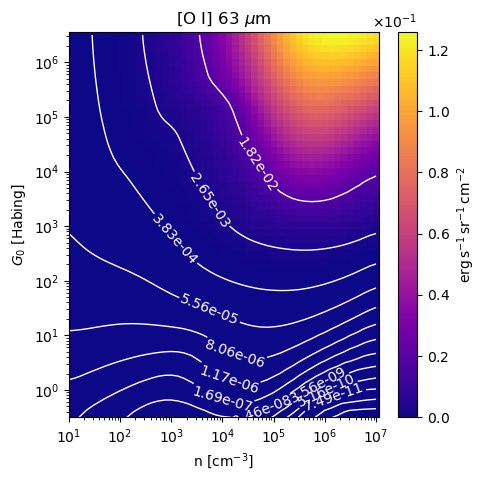 [O I] 63 μm
×10⁻¹
G₀ [Habing]
10⁶
10⁵
10⁴
10³
10²
10¹
10⁰
1.82e-02
2.65e-03
3.83e-04
5.56e-05
8.06e-06
1.17e-06
1.69e-07
7.49e-11
10¹ 10² 10³ 10⁴ 10⁵ 10⁶ 10⁷
n [cm⁻³]
1.2
1.0
0.8
0.6
0.4
0.2
0.0
erg s⁻¹ sr⁻¹ cm⁻²